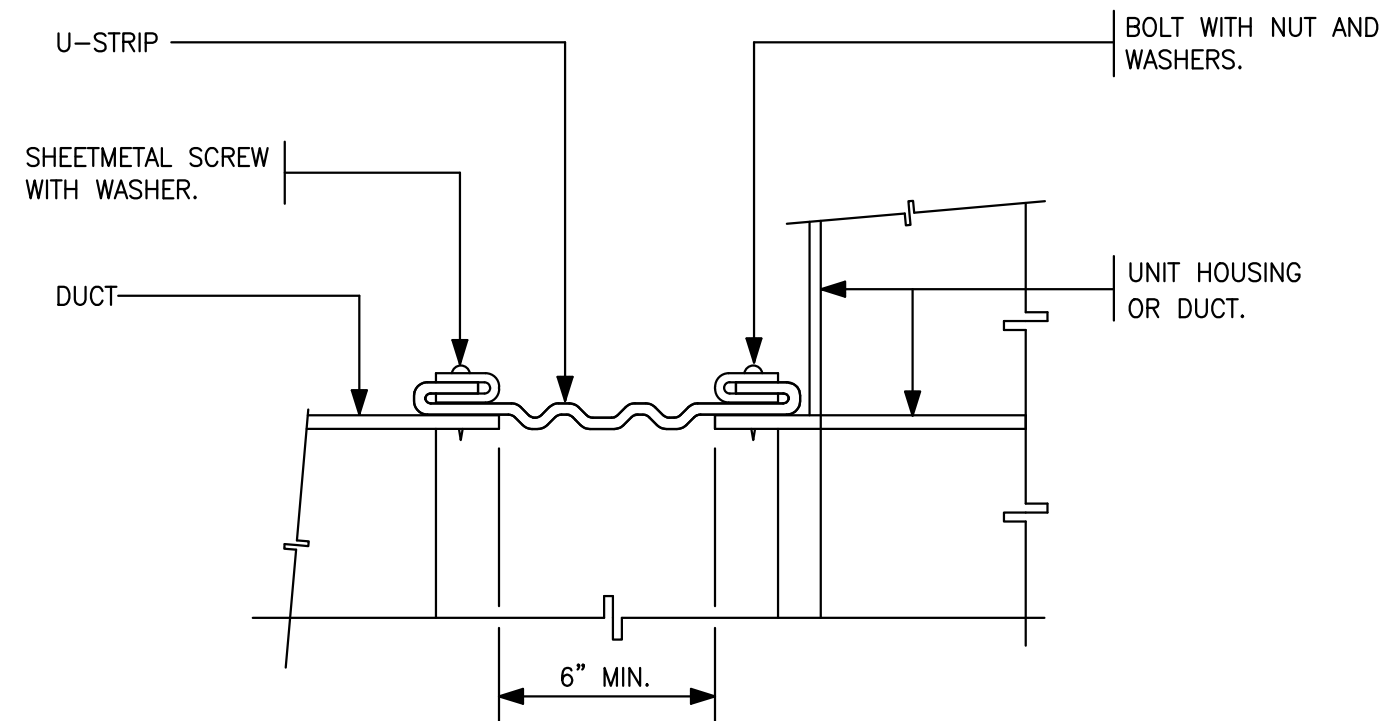 U-STRIP
BOLT WITH NUT AND
WASHERS.
SHEETMETAL SCREW
WITH WASHER.
DUCT
UNIT HOUSING
OR DUCT.
6” MIN.